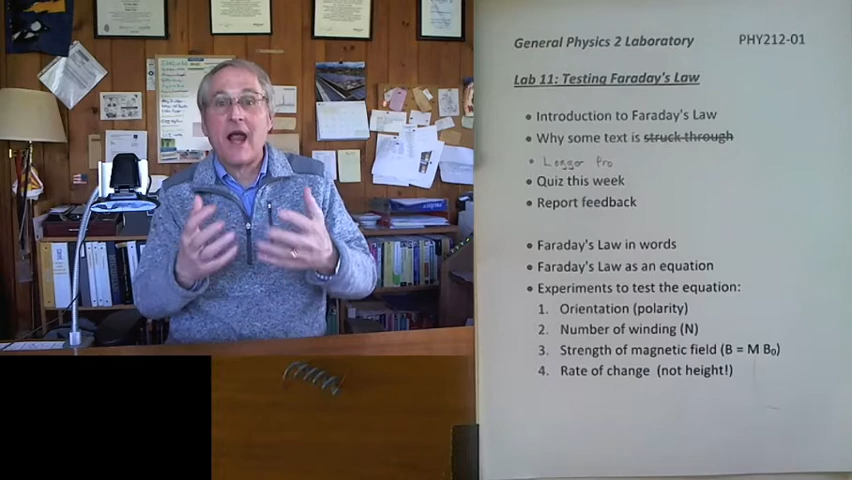 General Physics 2 Laboratory PHY212-01
Lab 11: Testing Faraday's Law
• Introduction to Faraday's Law
• Why some text is struck through
• Logger Pro
• Quiz this week
• Report feedback
• Faraday's Law in words
• Faraday's Law as an equation
• Experiments to test the equation:
1. Orientation (polarity)
2. Number of winding (N)
3. Strength of magnetic field (B = M B₀)
4. Rate of change (not height!)